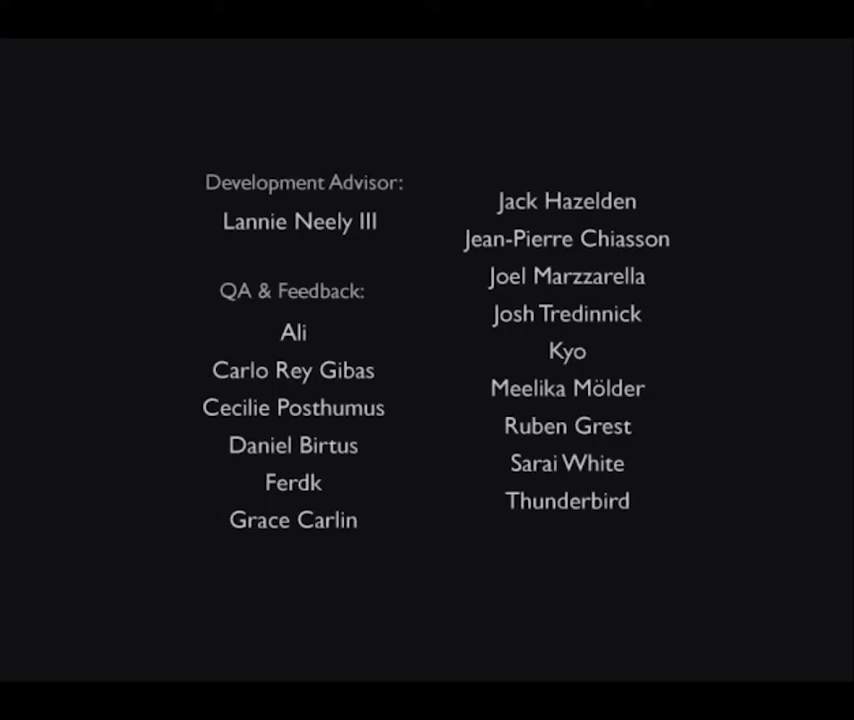 Development Advisor:
Lannie Neely III
QA & Feedback:
Ali
Carlo Rey Gibas
Cecilie Posthumus
Daniel Birtus
Ferdk
Grace Carlin
Jack Hazelden
Jean-Pierre Chiasson
Joel Marzzarella
Josh Tredinnick
Kyo
Meelika Mölder
Ruben Grest
Sarai White
Thunderbird